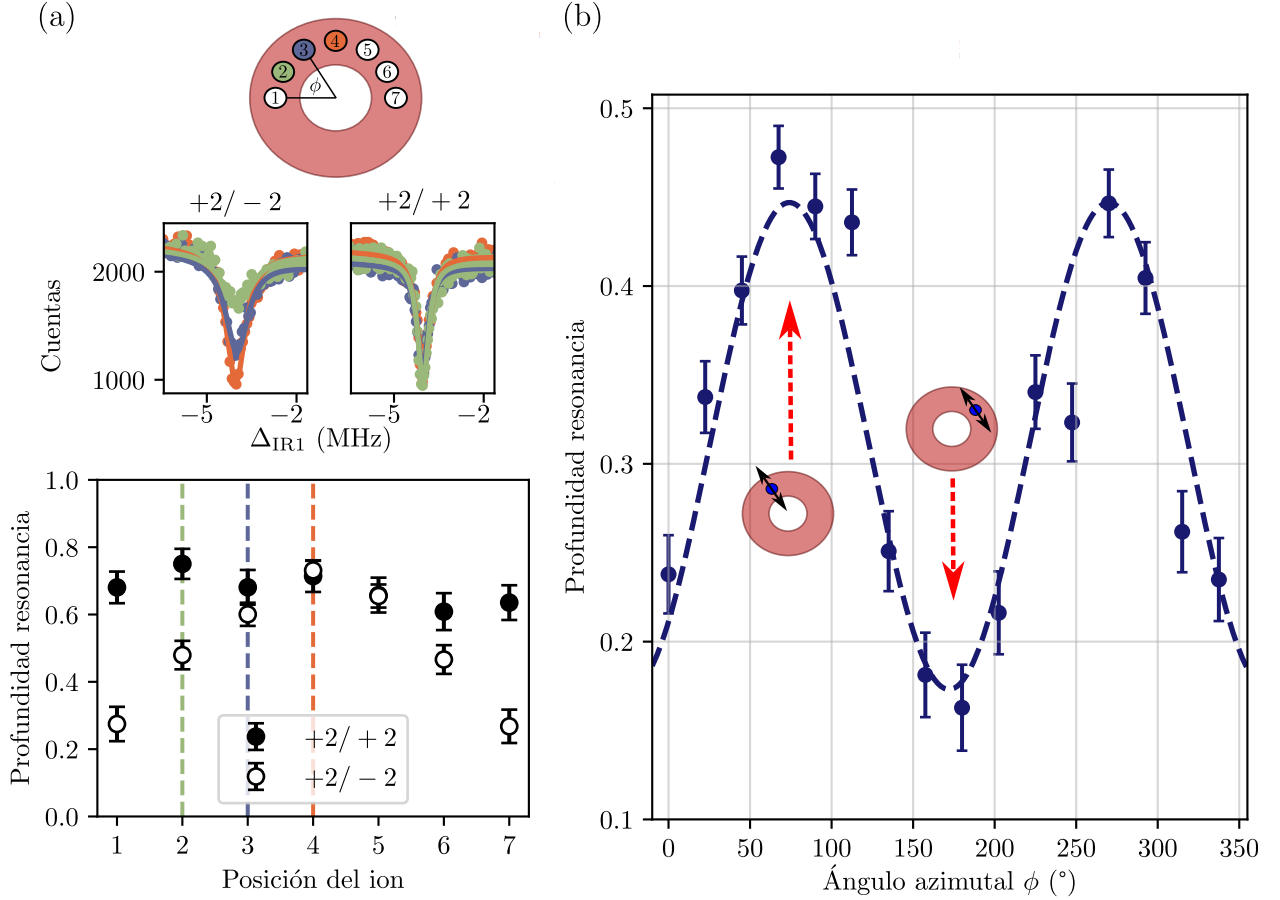 (a)
1 2 3 4 5 6 7
ϕ
+2/ − 2
+2/ + 2
Cuentas
2000
1000
−5 −2 −5 −2
Δ_IR1 (MHz)
Profundidad resonancia
1.0
0.8
0.6
0.4
0.2
0.0
+2/ + 2
+2/ − 2
1 2 3 4 5 6 7
Posición del ion
(b)
Profundidad resonancia
0.5
0.4
0.3
0.2
0.1
0 50 100 150 200 250 300 350
Ángulo azimutal ϕ (°)